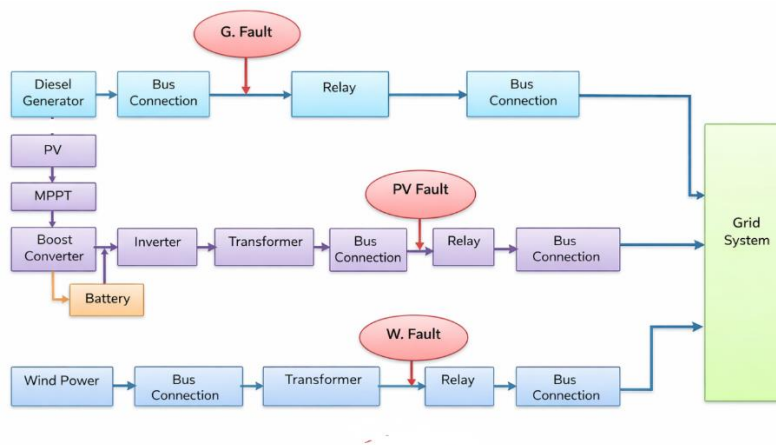 G. Fault
Diesel
Generator
Bus
Connection
Relay
Bus
Connection
PV
MPPT
PV Fault
Boost
Converter
Inverter
Transformer
Bus
Connection
Relay
Bus
Connection
Grid
System
Battery
W. Fault
Wind Power
Bus
Connection
Transformer
Relay
Bus
Connection